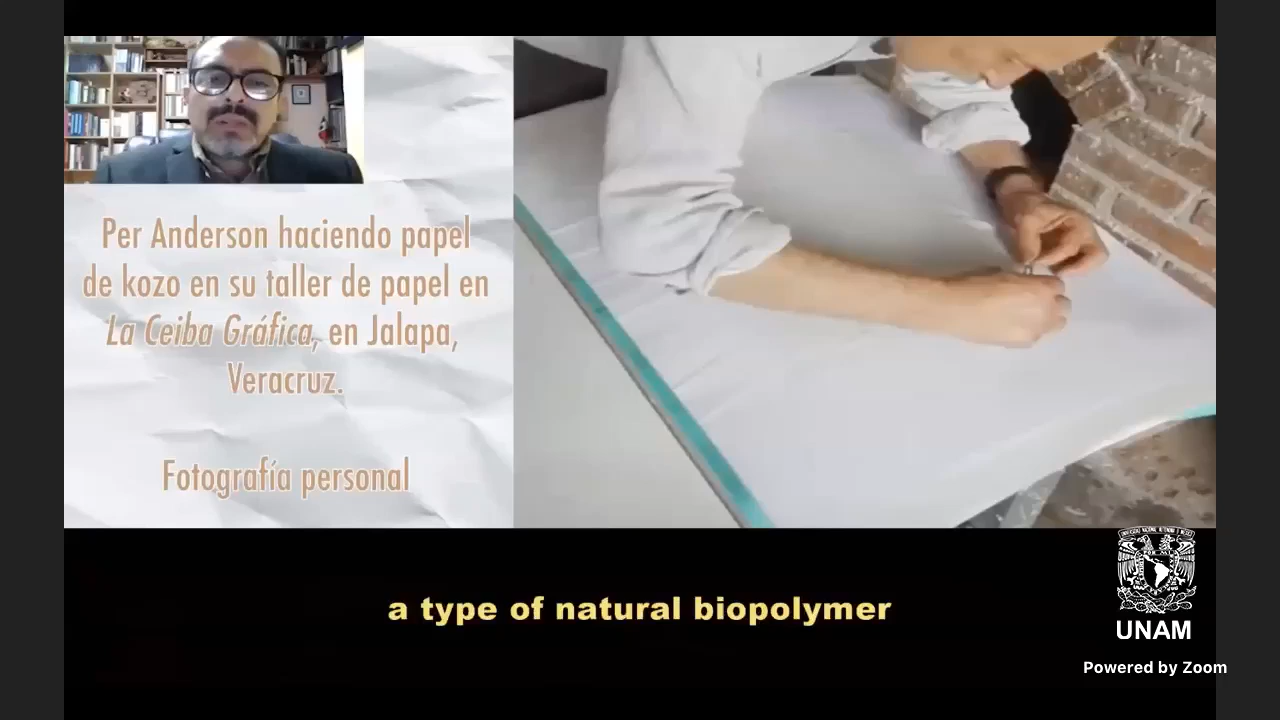 Per Anderson haciendo papel
de kozo en su taller de papel en
La Ceiba Gráfica, en Jalapa,
Veracruz.
Fotografía personal
a type of natural biopolymer
UNAM
Powered by Zoom